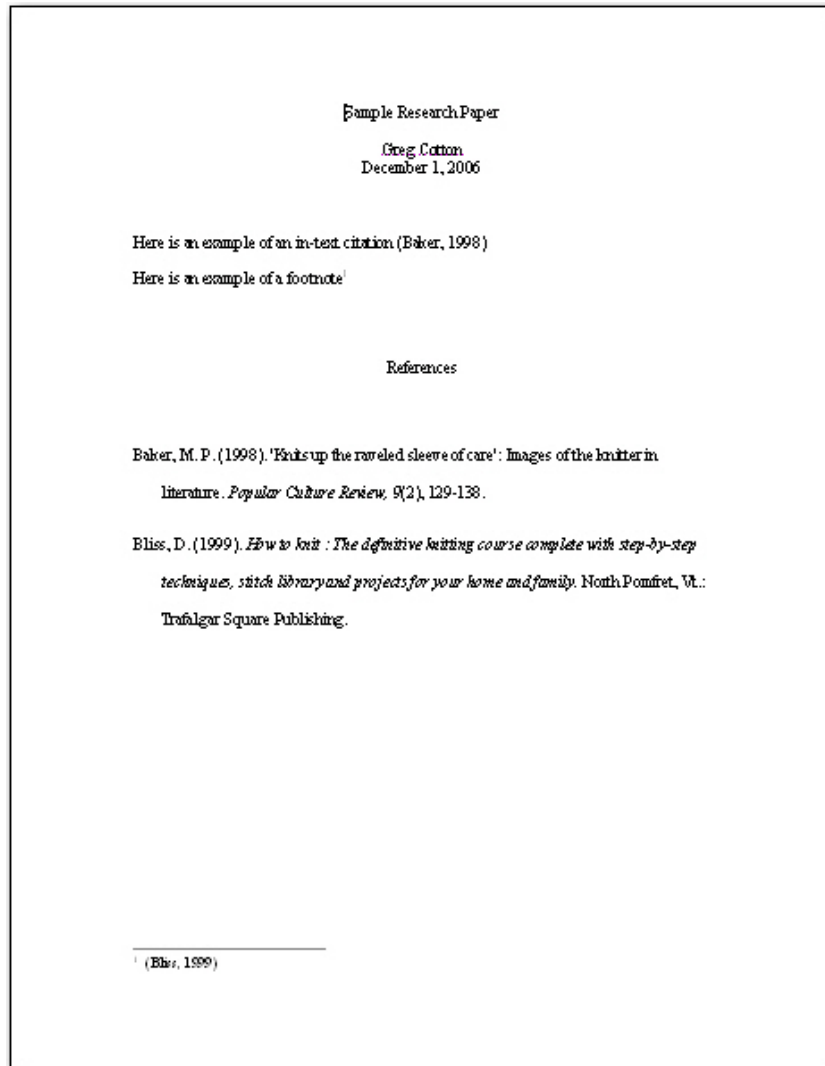 Sample Research Paper
Greg Cotton
December 1, 2006
Here is an example of an in-text citation (Baker, 1998)
Here is an example of a footnote¹
References
Baker, M. P. (1998). 'Knits up the raveled sleeve of care': Images of the knitter in
literature. Popular Culture Review, 9(2), 129-138.
Bliss, D. (1999). How to knit : The definitive knitting course complete with step-by-step
techniques, stitch library and projects for your home and family. North Pomfret, Vt.:
Trafalgar Square Publishing.
¹ (Bliss, 1999)